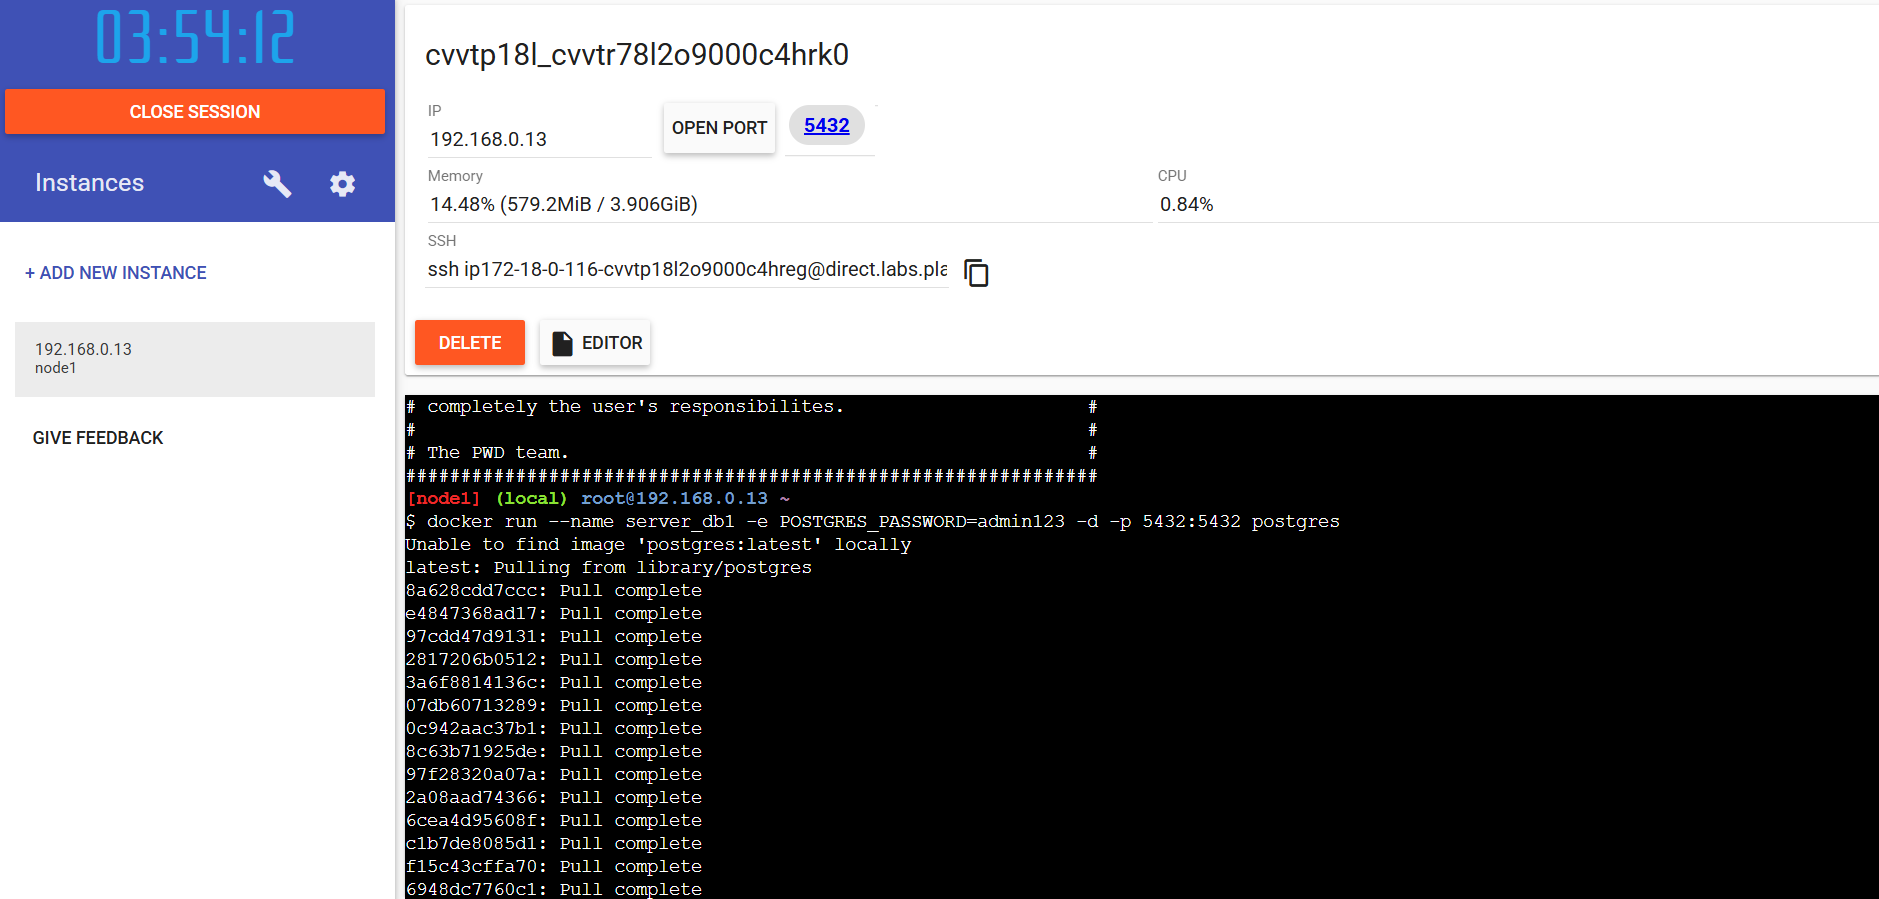 03:54:12
CLOSE SESSION
Instances
+ ADD NEW INSTANCE
192.168.0.13
node1
GIVE FEEDBACK
cvvtp18l_cvvtr78l2o9000c4hrk0
IP
192.168.0.13
OPEN PORT
5432
Memory
14.48% (579.2MiB / 3.906GiB)
CPU
0.84%
SSH
ssh ip172-18-0-116-cvvtp18l2o9000c4hreg@direct.labs.pla
DELETE
EDITOR
# completely the user's responsibilites. #
# #
# The PWD team. #
###############################################################
[node1] (local) root@192.168.0.13 ~
$ docker run --name server_db1 -e POSTGRES_PASSWORD=admin123 -d -p 5432:5432 postgres
Unable to find image 'postgres:latest' locally
latest: Pulling from library/postgres
8a628cdd7ccc: Pull complete
e4847368ad17: Pull complete
97cdd47d9131: Pull complete
2817206b0512: Pull complete
3a6f8814136c: Pull complete
07db60713289: Pull complete
0c942aac37b1: Pull complete
8c63b71925de: Pull complete
97f28320a07a: Pull complete
2a08aad74366: Pull complete
6cea4d95608f: Pull complete
c1b7de8085d1: Pull complete
f15c43cffa70: Pull complete
6948dc7760c1: Pull complete